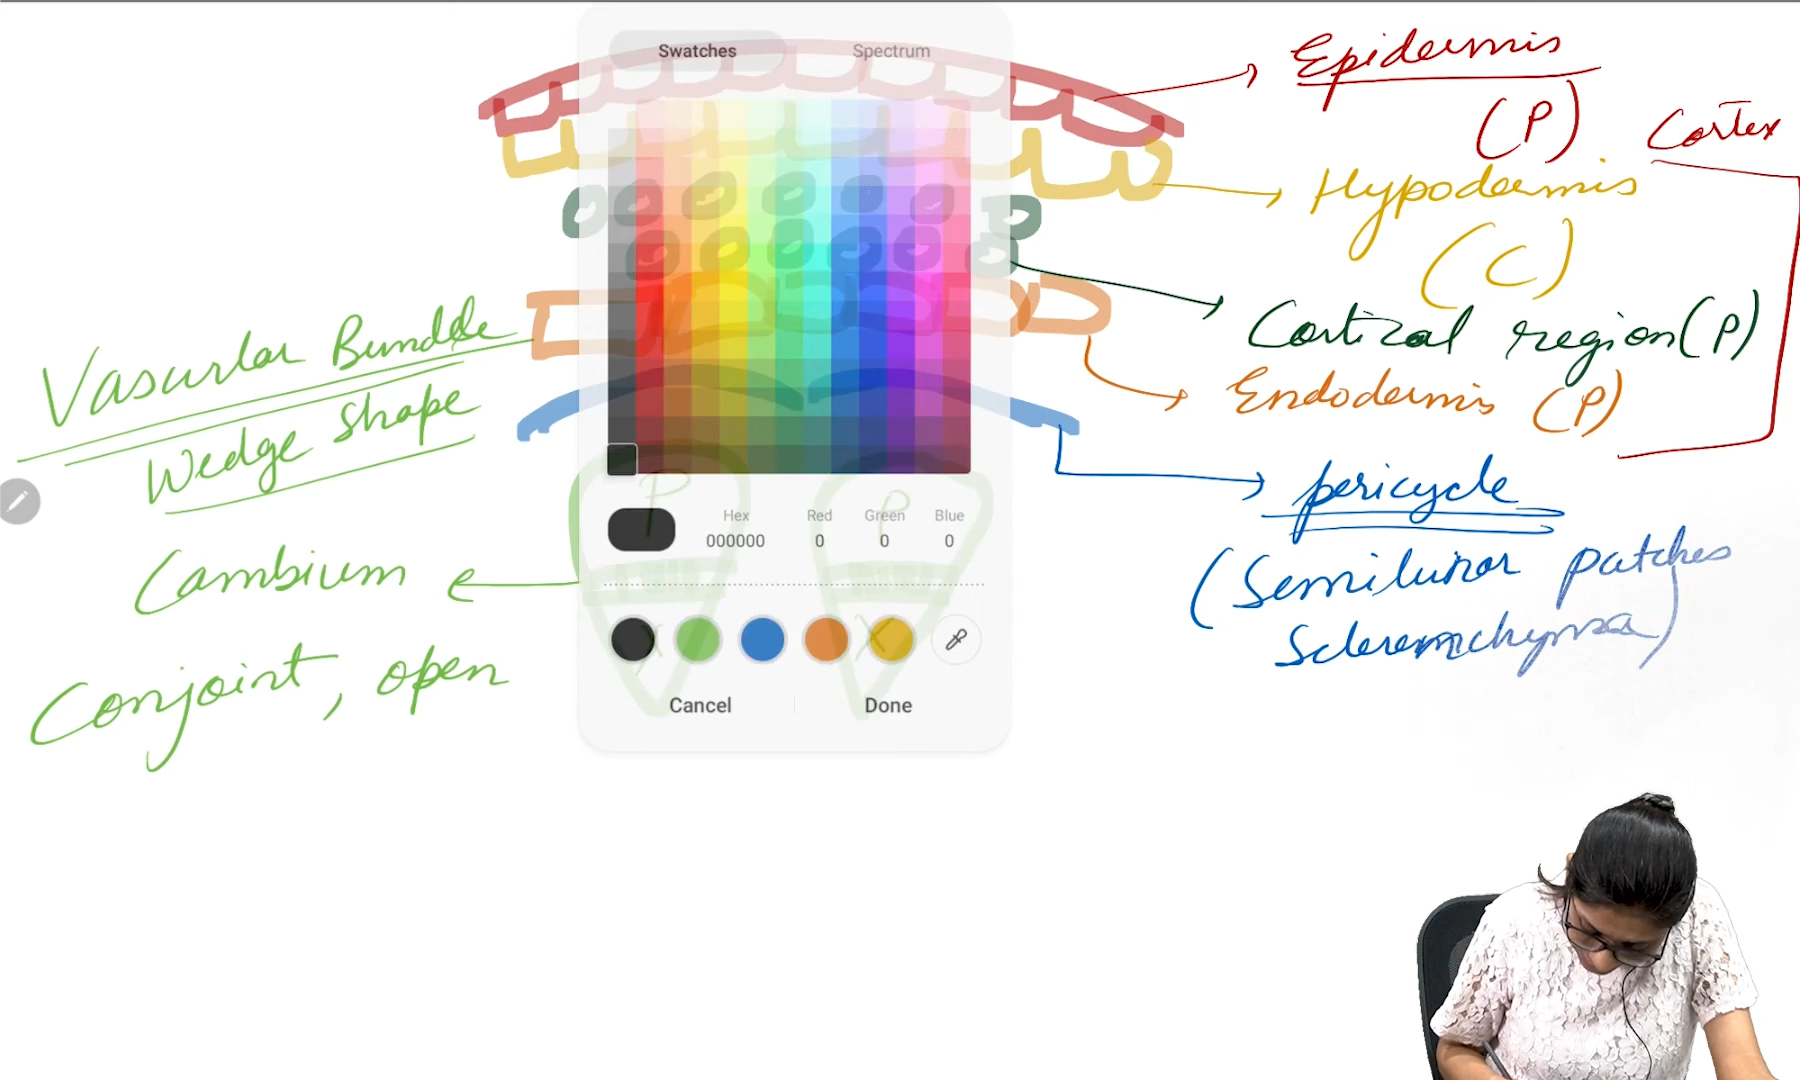 Swatches Spectrum
Epidermis
(P)
Cortex
Hypodermis
(C)
Cortical region (P)
Endodermis (P)
pericycle
(Semilunar patches
Sclerenchyma)
Vascular Bundle
Wedge shape
Cambium
Conjoint, open
P P
Hex Red Green Blue
000000 0 0 0
X X
Cancel Done